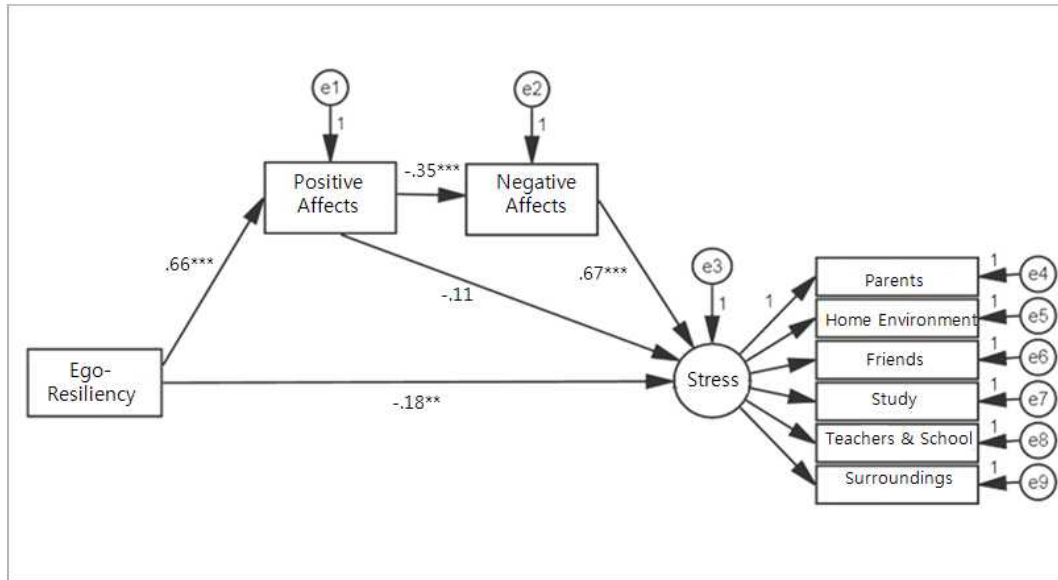 e1
e2
1
1
Positive
Affects
-.35***
Negative
Affects
.66***
-.11
.67***
e3
1
Ego-
Resiliency
-.18**
Stress
1
Parents
1
e4
Home Environment
1
e5
Friends
1
e6
Study
1
e7
Teachers & School
1
e8
Surroundings
1
e9